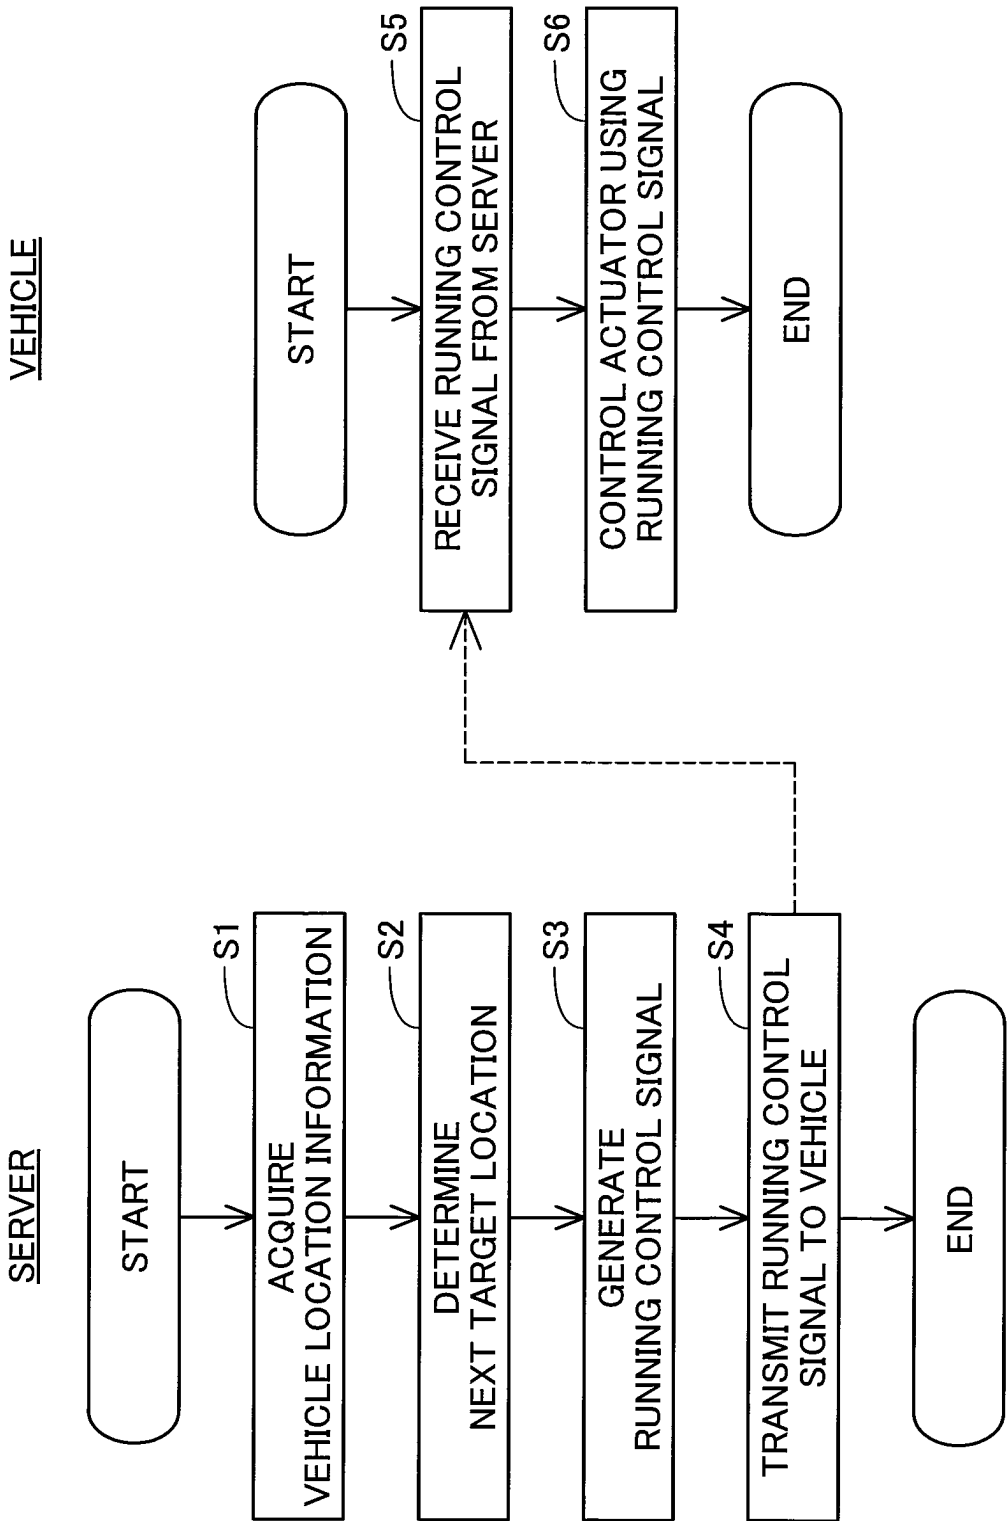 SERVER
START
S1
ACQUIRE
VEHICLE LOCATION INFORMATION
S2
DETERMINE
NEXT TARGET LOCATION
S3
GENERATE
RUNNING CONTROL SIGNAL
S4
TRANSMIT RUNNING CONTROL
SIGNAL TO VEHICLE
END
VEHICLE
START
S5
RECEIVE RUNNING CONTROL
SIGNAL FROM SERVER
S6
CONTROL ACTUATOR USING
RUNNING CONTROL SIGNAL
END